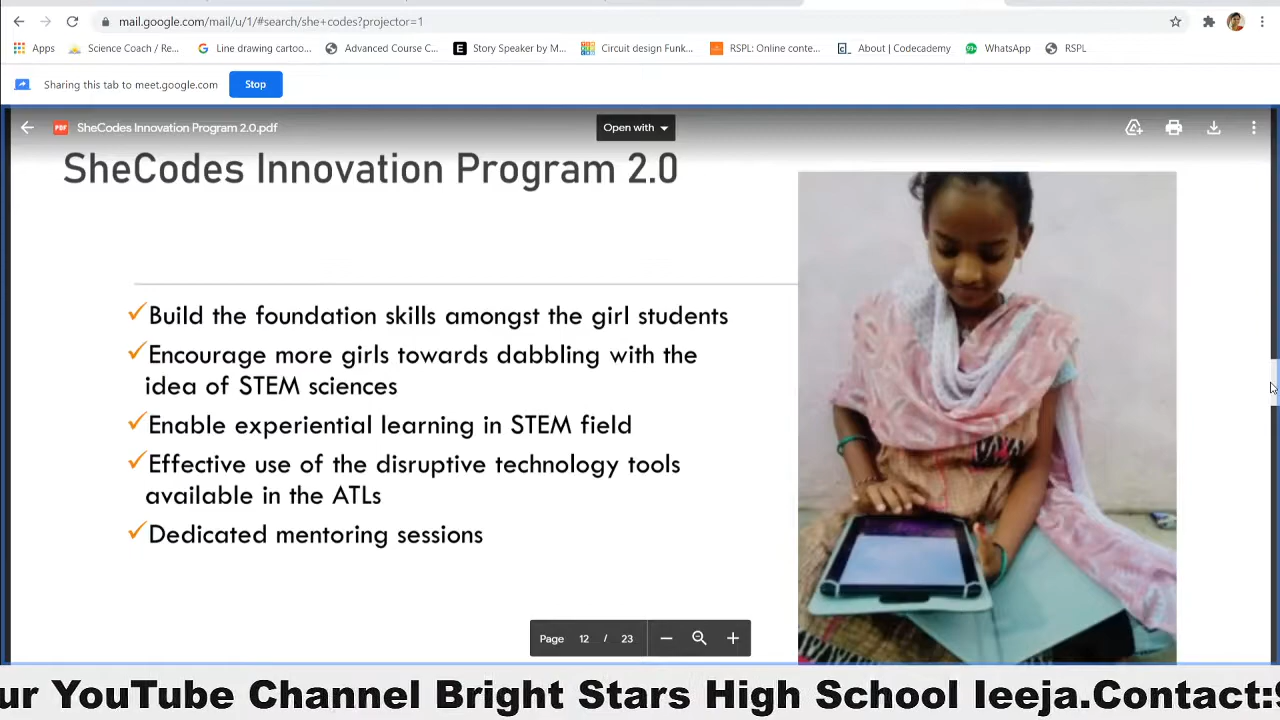 mail.google.com/mail/u/1/#search/she+codes?projector=1
Apps Science Coach / Re... Line drawing cartoo... Advanced Course C... Story Speaker by M... Circuit design Funk... RSPL: Online conte... About | Codecademy 99+ WhatsApp RSPL
Sharing this tab to meet.google.com Stop
PDF SheCodes Innovation Program 2.0.pdf Open with
SheCodes Innovation Program 2.0
Build the foundation skills amongst the girl students
Encourage more girls towards dabbling with the
idea of STEM sciences
Enable experiential learning in STEM field
Effective use of the disruptive technology tools
available in the ATLs
Dedicated mentoring sessions
Page 12 / 23
ur YouTube Channel Bright Stars High School Ieeja.Contact: